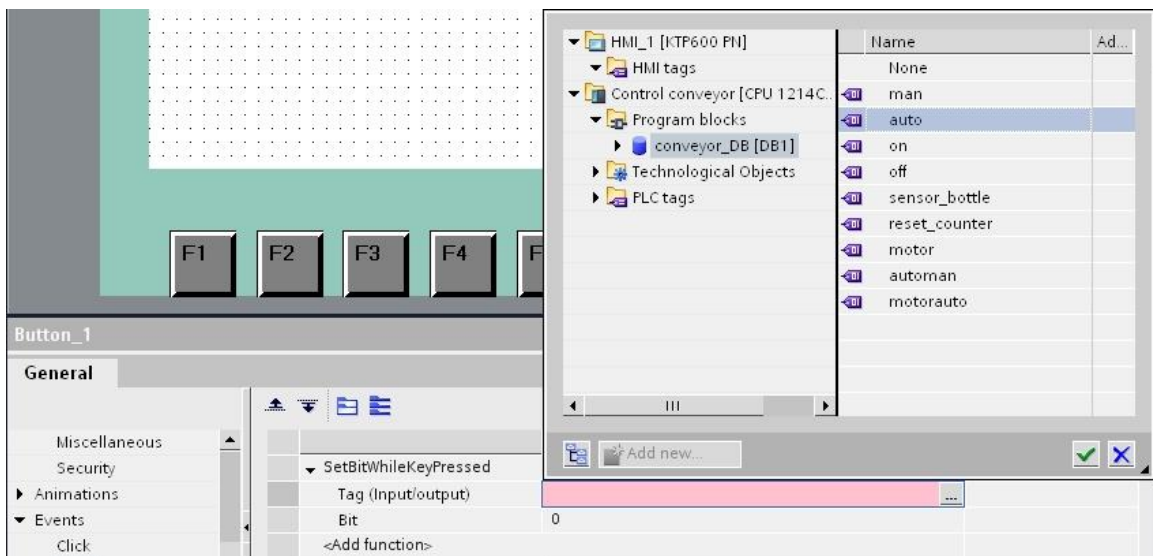 HMI_1 [KTP600 PN]
HMI tags
Control conveyor [CPU 1214C...
Program blocks
conveyor_DB [DB1]
Technological Objects
PLC tags
Name Ad...
None
man
auto
on
off
sensor_bottle
reset_counter
motor
automan
motorauto
Add new...
F1 F2 F3 F4 F
Button_1
General
Miscellaneous
Security
Animations
Events
Click
SetBitWhileKeyPressed
Tag (Input/output) ...
Bit 0
<Add function>